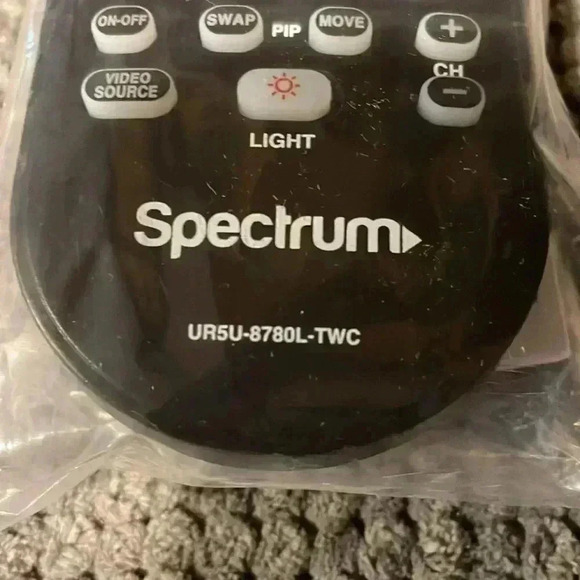 ON-OFF SWAP PIP MOVE +
CH
VIDEO
SOURCE
-
LIGHT
Spectrum
UR5U-8780L-TWC